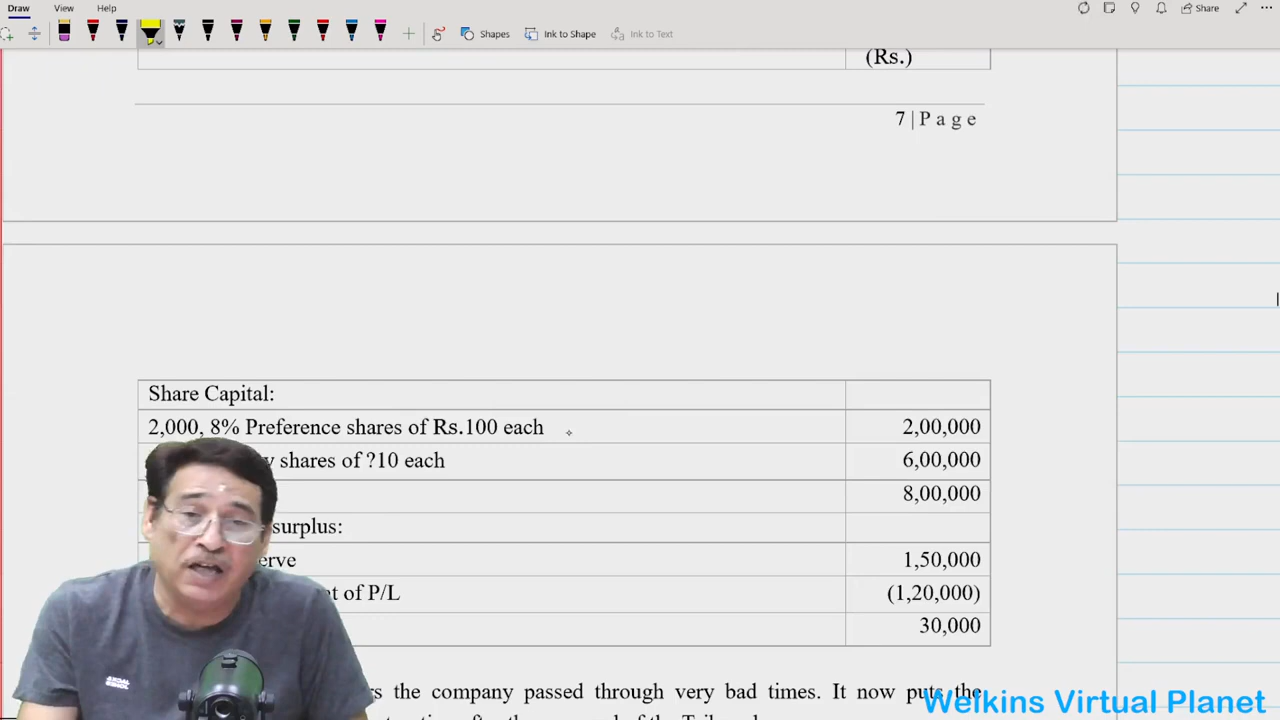 Draw View Help Share
Shapes Ink to Shape Ink to Text
(Rs.)
7 | P a g e
Share Capital:
2,000, 8% Preference shares of Rs.100 each 2,00,000
shares of ?10 each 6,00,000
8,00,000
surplus:
1,50,000
of P/L (1,20,000)
30,000
the company passed through very bad times. It now puts the
Welkins Virtual Planet